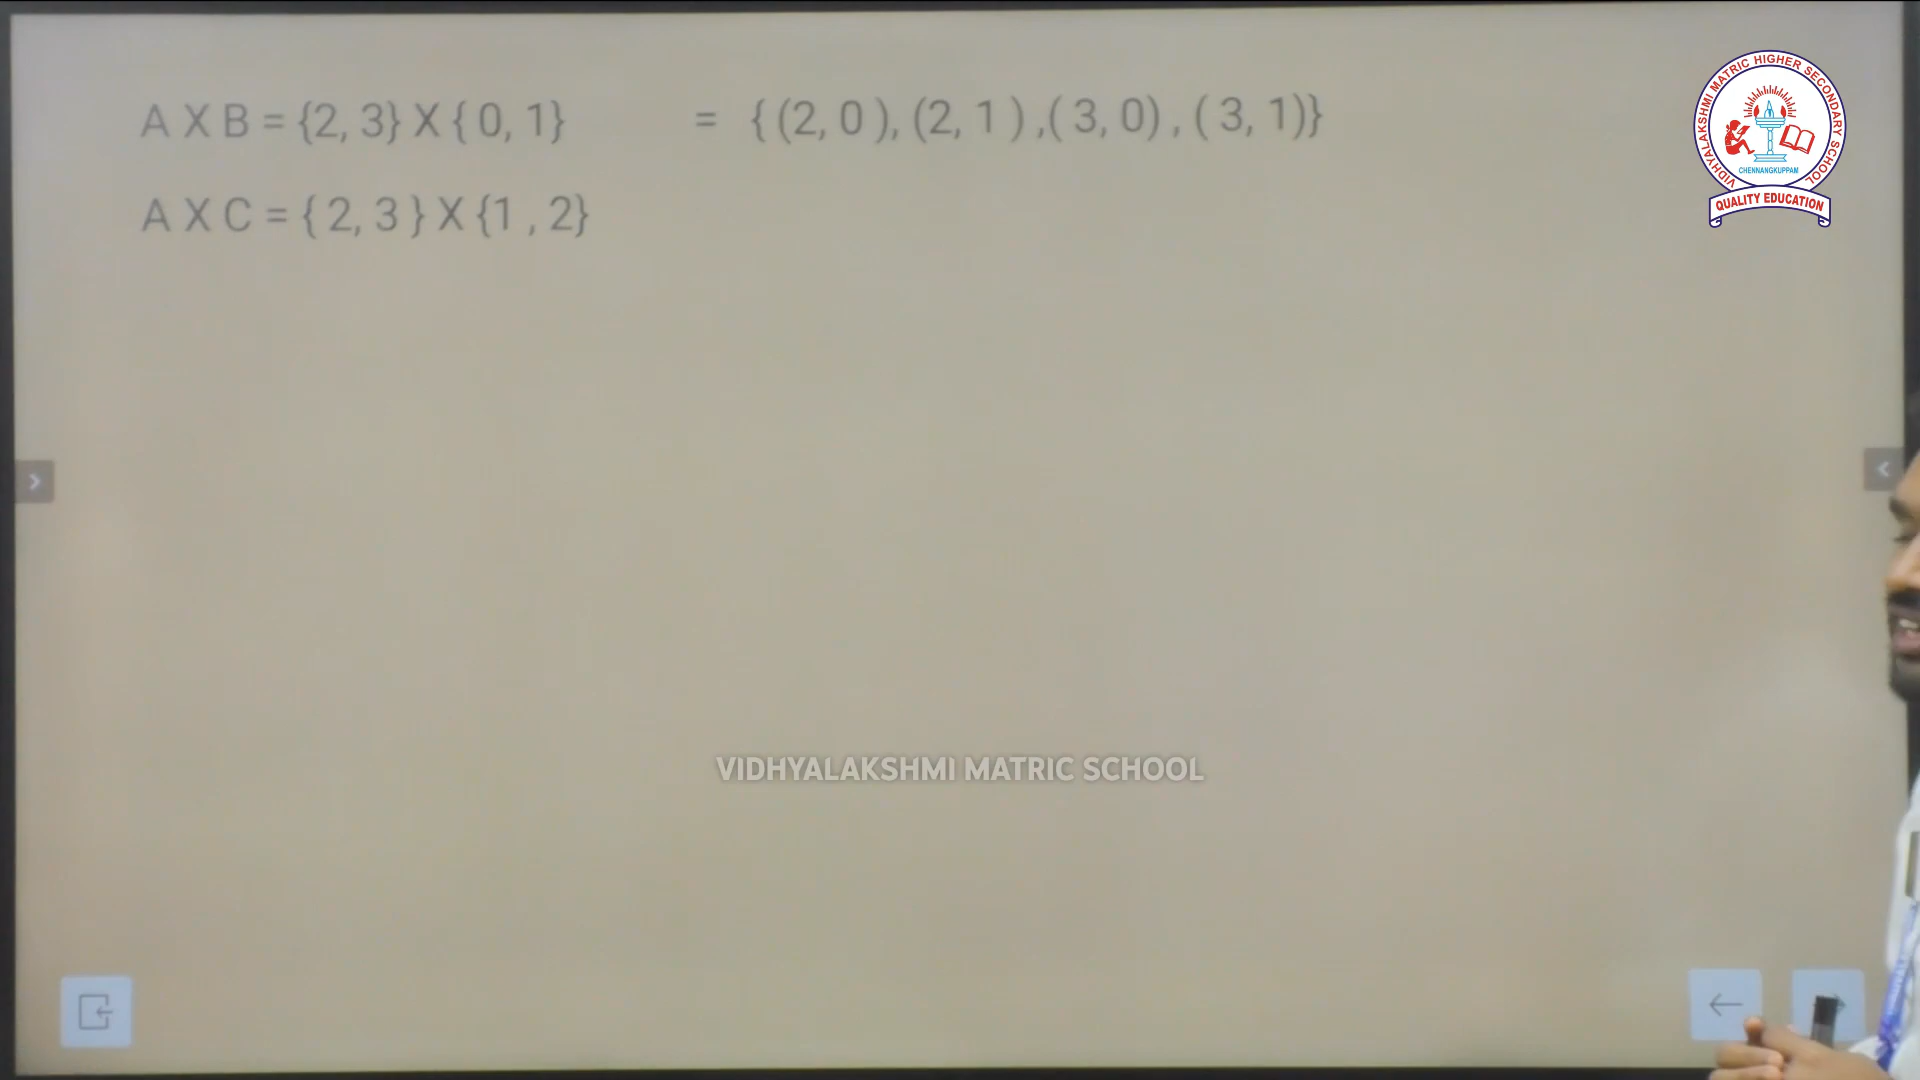 A X B = {2, 3} X { 0, 1} = { (2, 0 ), (2, 1 ) ,( 3, 0) , ( 3, 1)}
A X C = { 2, 3 } X {1 , 2}
VIDHYALAKSHMI MATRIC HIGHER SECONDARY SCHOOL
CHENNANGKUPPAM
QUALITY EDUCATION
VIDHYALAKSHMI MATRIC SCHOOL